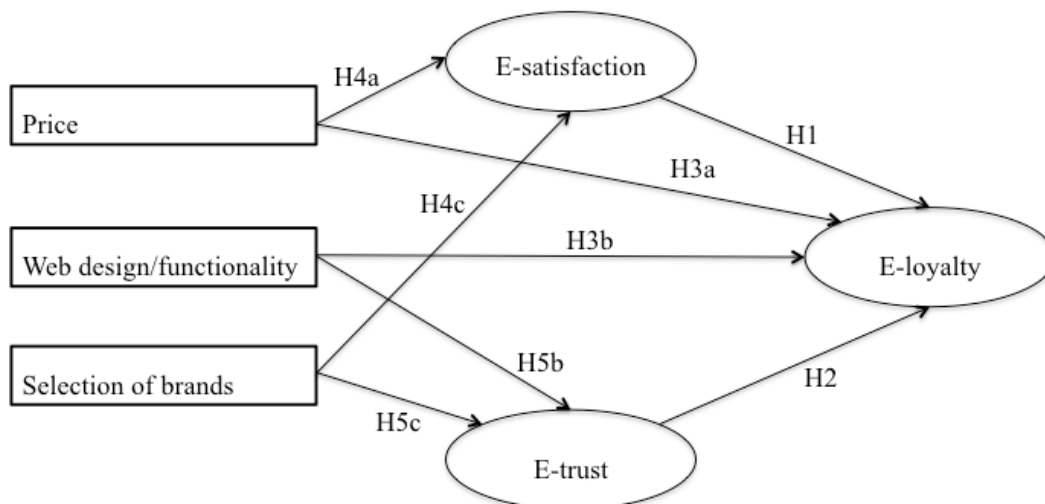 E-satisfaction
H4a
Price
H1
H3a
H4c
H3b
Web design/functionality
E-loyalty
H5b
Selection of brands
H2
H5c
E-trust